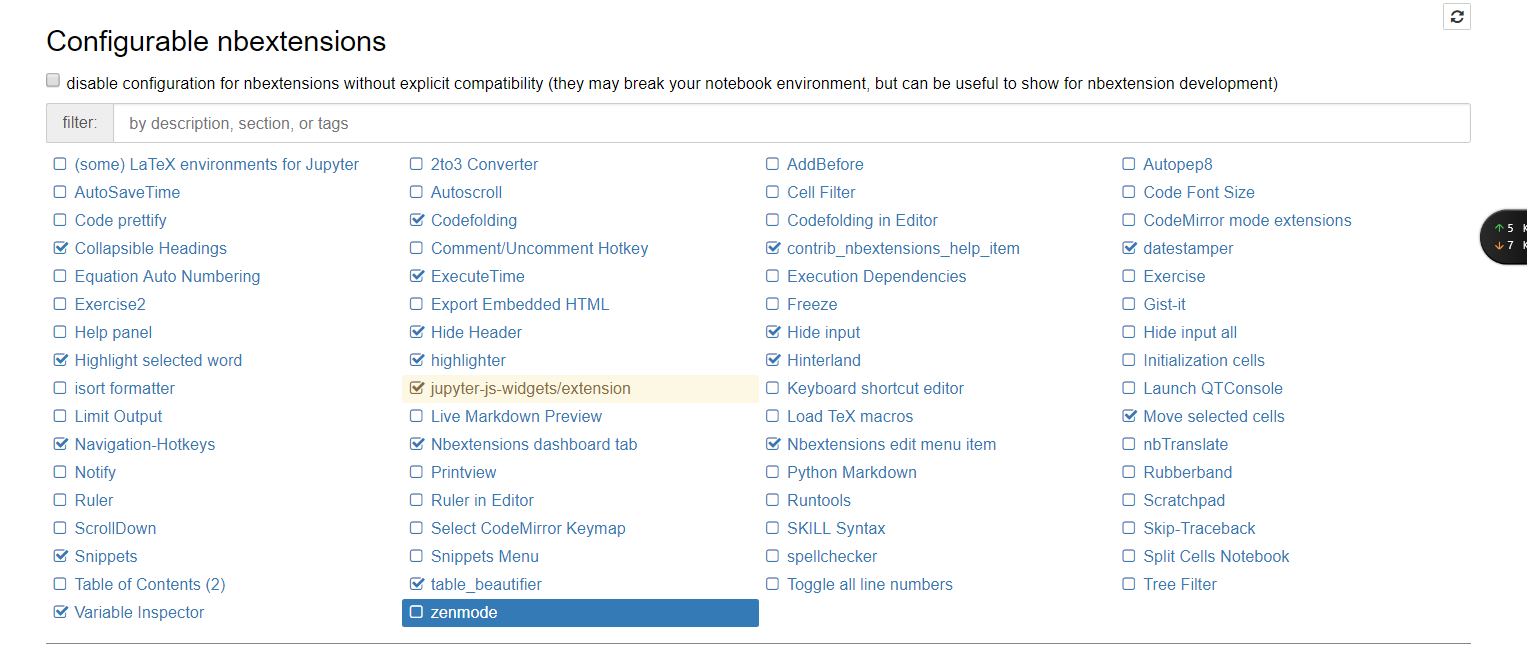 Configurable nbextensions
disable configuration for nbextensions without explicit compatibility (they may break your notebook environment, but can be useful to show for nbextension development)
filter: by description, section, or tags
(some) LaTeX environments for Jupyter 2to3 Converter AddBefore Autopep8
AutoSaveTime Autoscroll Cell Filter Code Font Size
Code prettify Codefolding Codefolding in Editor CodeMirror mode extensions
Collapsible Headings Comment/Uncomment Hotkey contrib_nbextensions_help_item datestamper
Equation Auto Numbering ExecuteTime Execution Dependencies Exercise
Exercise2 Export Embedded HTML Freeze Gist-it
Help panel Hide Header Hide input Hide input all
Highlight selected word highlighter Hinterland Initialization cells
isort formatter jupyter-js-widgets/extension Keyboard shortcut editor Launch QTConsole
Limit Output Live Markdown Preview Load TeX macros Move selected cells
Navigation-Hotkeys Nbextensions dashboard tab Nbextensions edit menu item nbTranslate
Notify Printview Python Markdown Rubberband
Ruler Ruler in Editor Runtools Scratchpad
ScrollDown Select CodeMirror Keymap SKILL Syntax Skip-Traceback
Snippets Snippets Menu spellchecker Split Cells Notebook
Table of Contents (2) table_beautifier Toggle all line numbers Tree Filter
Variable Inspector zenmode
↑ 5
↓ 7